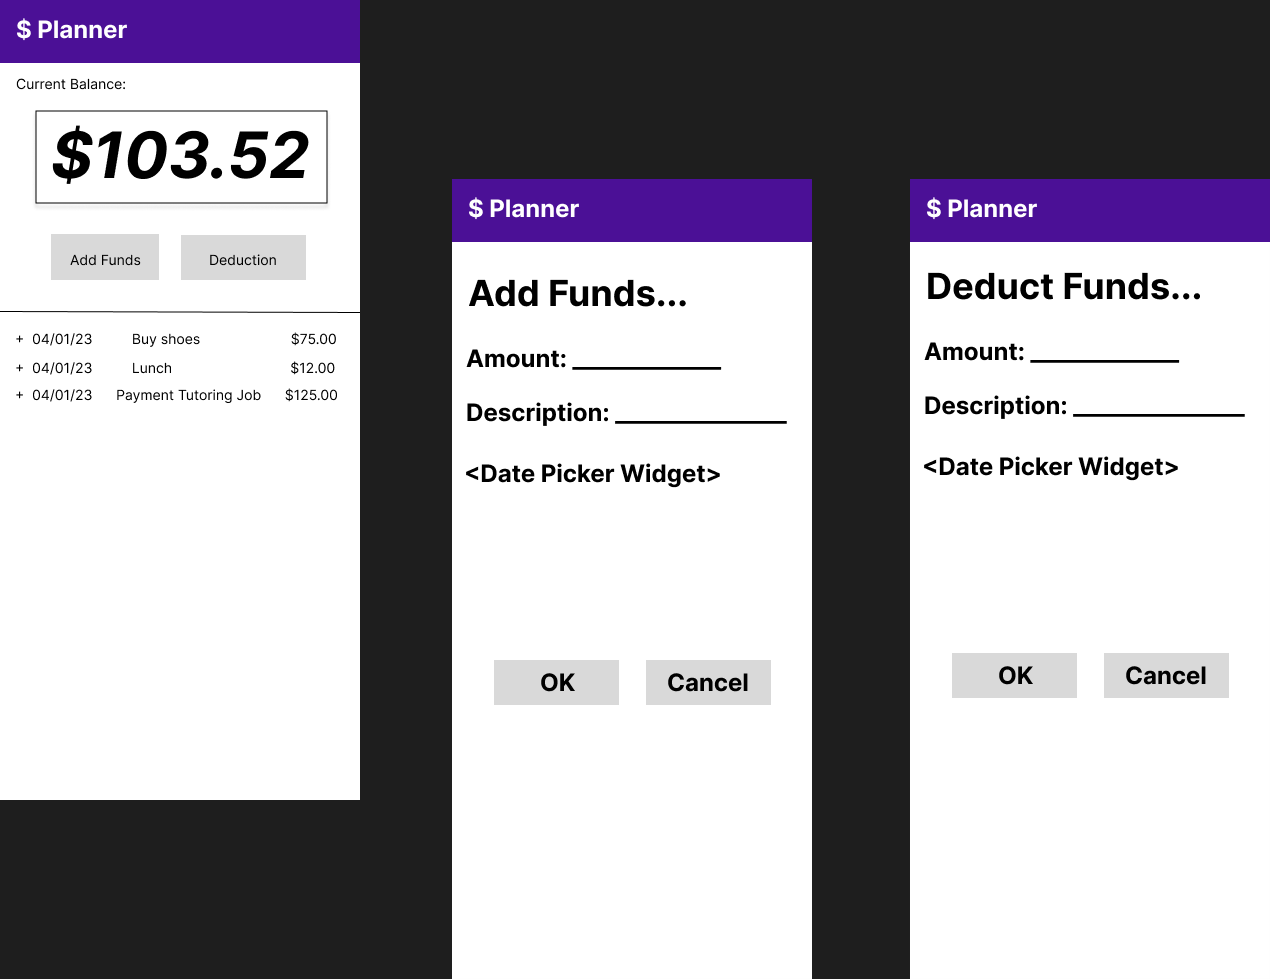 $ Planner
Current Balance:
$103.52
Add Funds Deduction
+ 04/01/23 Buy shoes $75.00
+ 04/01/23 Lunch $12.00
+ 04/01/23 Payment Tutoring Job $125.00
$ Planner
Add Funds...
Amount: ___________
Description: _____________
<Date Picker Widget>
OK Cancel
$ Planner
Deduct Funds...
Amount: ___________
Description: _____________
<Date Picker Widget>
OK Cancel